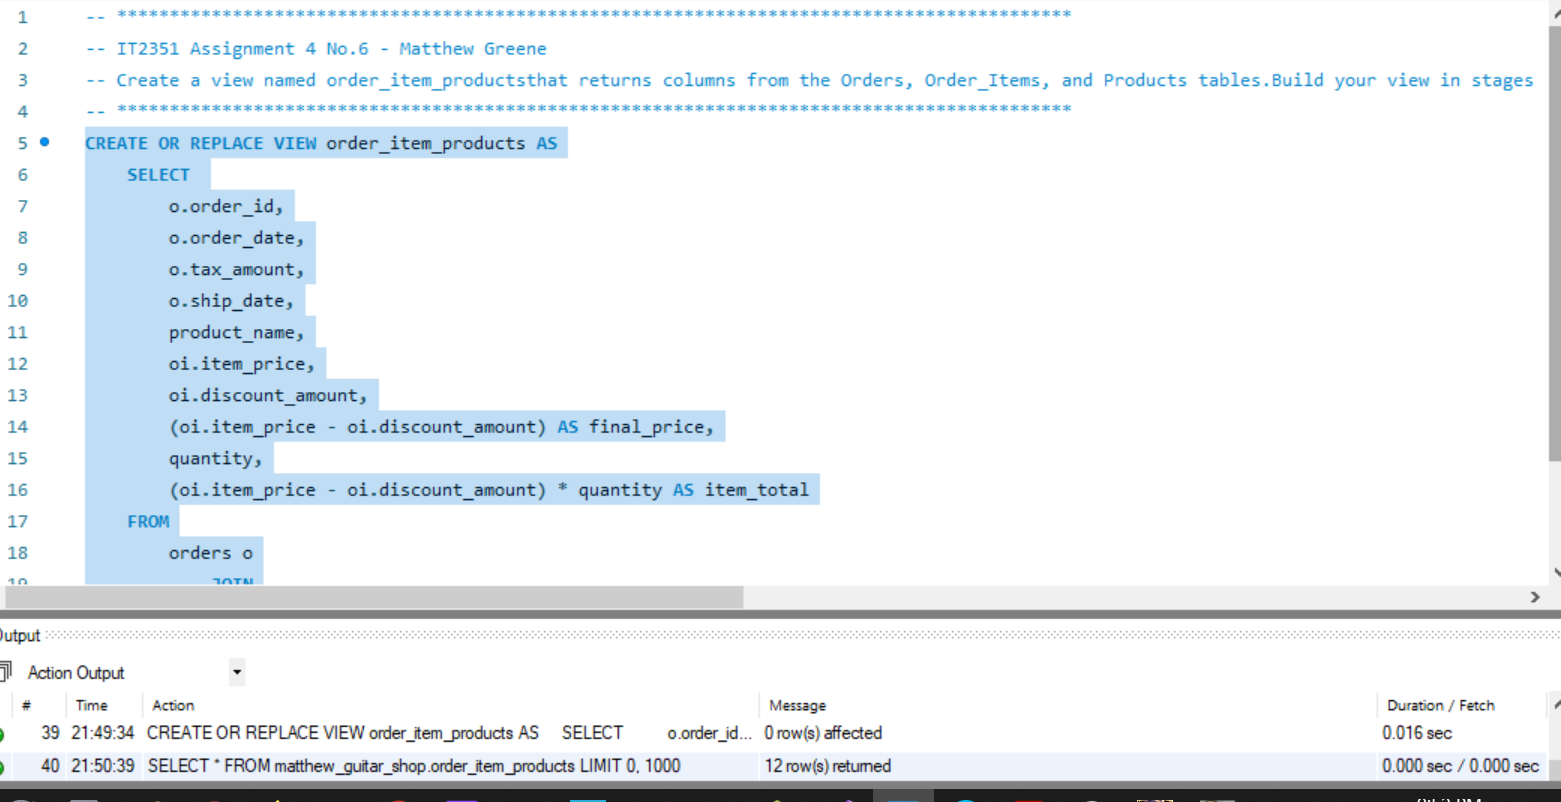 1 -- *******************************************************************************************
2 -- IT2351 Assignment 4 No.6 - Matthew Greene
3 -- Create a view named order_item_productsthat returns columns from the Orders, Order_Items, and Products tables.Build your view in stages
4 -- *******************************************************************************************
5 CREATE OR REPLACE VIEW order_item_products AS
6 SELECT
7 o.order_id,
8 o.order_date,
9 o.tax_amount,
10 o.ship_date,
11 product_name,
12 oi.item_price,
13 oi.discount_amount,
14 (oi.item_price - oi.discount_amount) AS final_price,
15 quantity,
16 (oi.item_price - oi.discount_amount) * quantity AS item_total
17 FROM
18 orders o
19 JOIN
Output
Action Output
# Time Action Message Duration / Fetch
39 21:49:34 CREATE OR REPLACE VIEW order_item_products AS SELECT o.order_id... 0 row(s) affected 0.016 sec
40 21:50:39 SELECT * FROM matthew_guitar_shop.order_item_products LIMIT 0, 1000 12 row(s) returned 0.000 sec / 0.000 sec